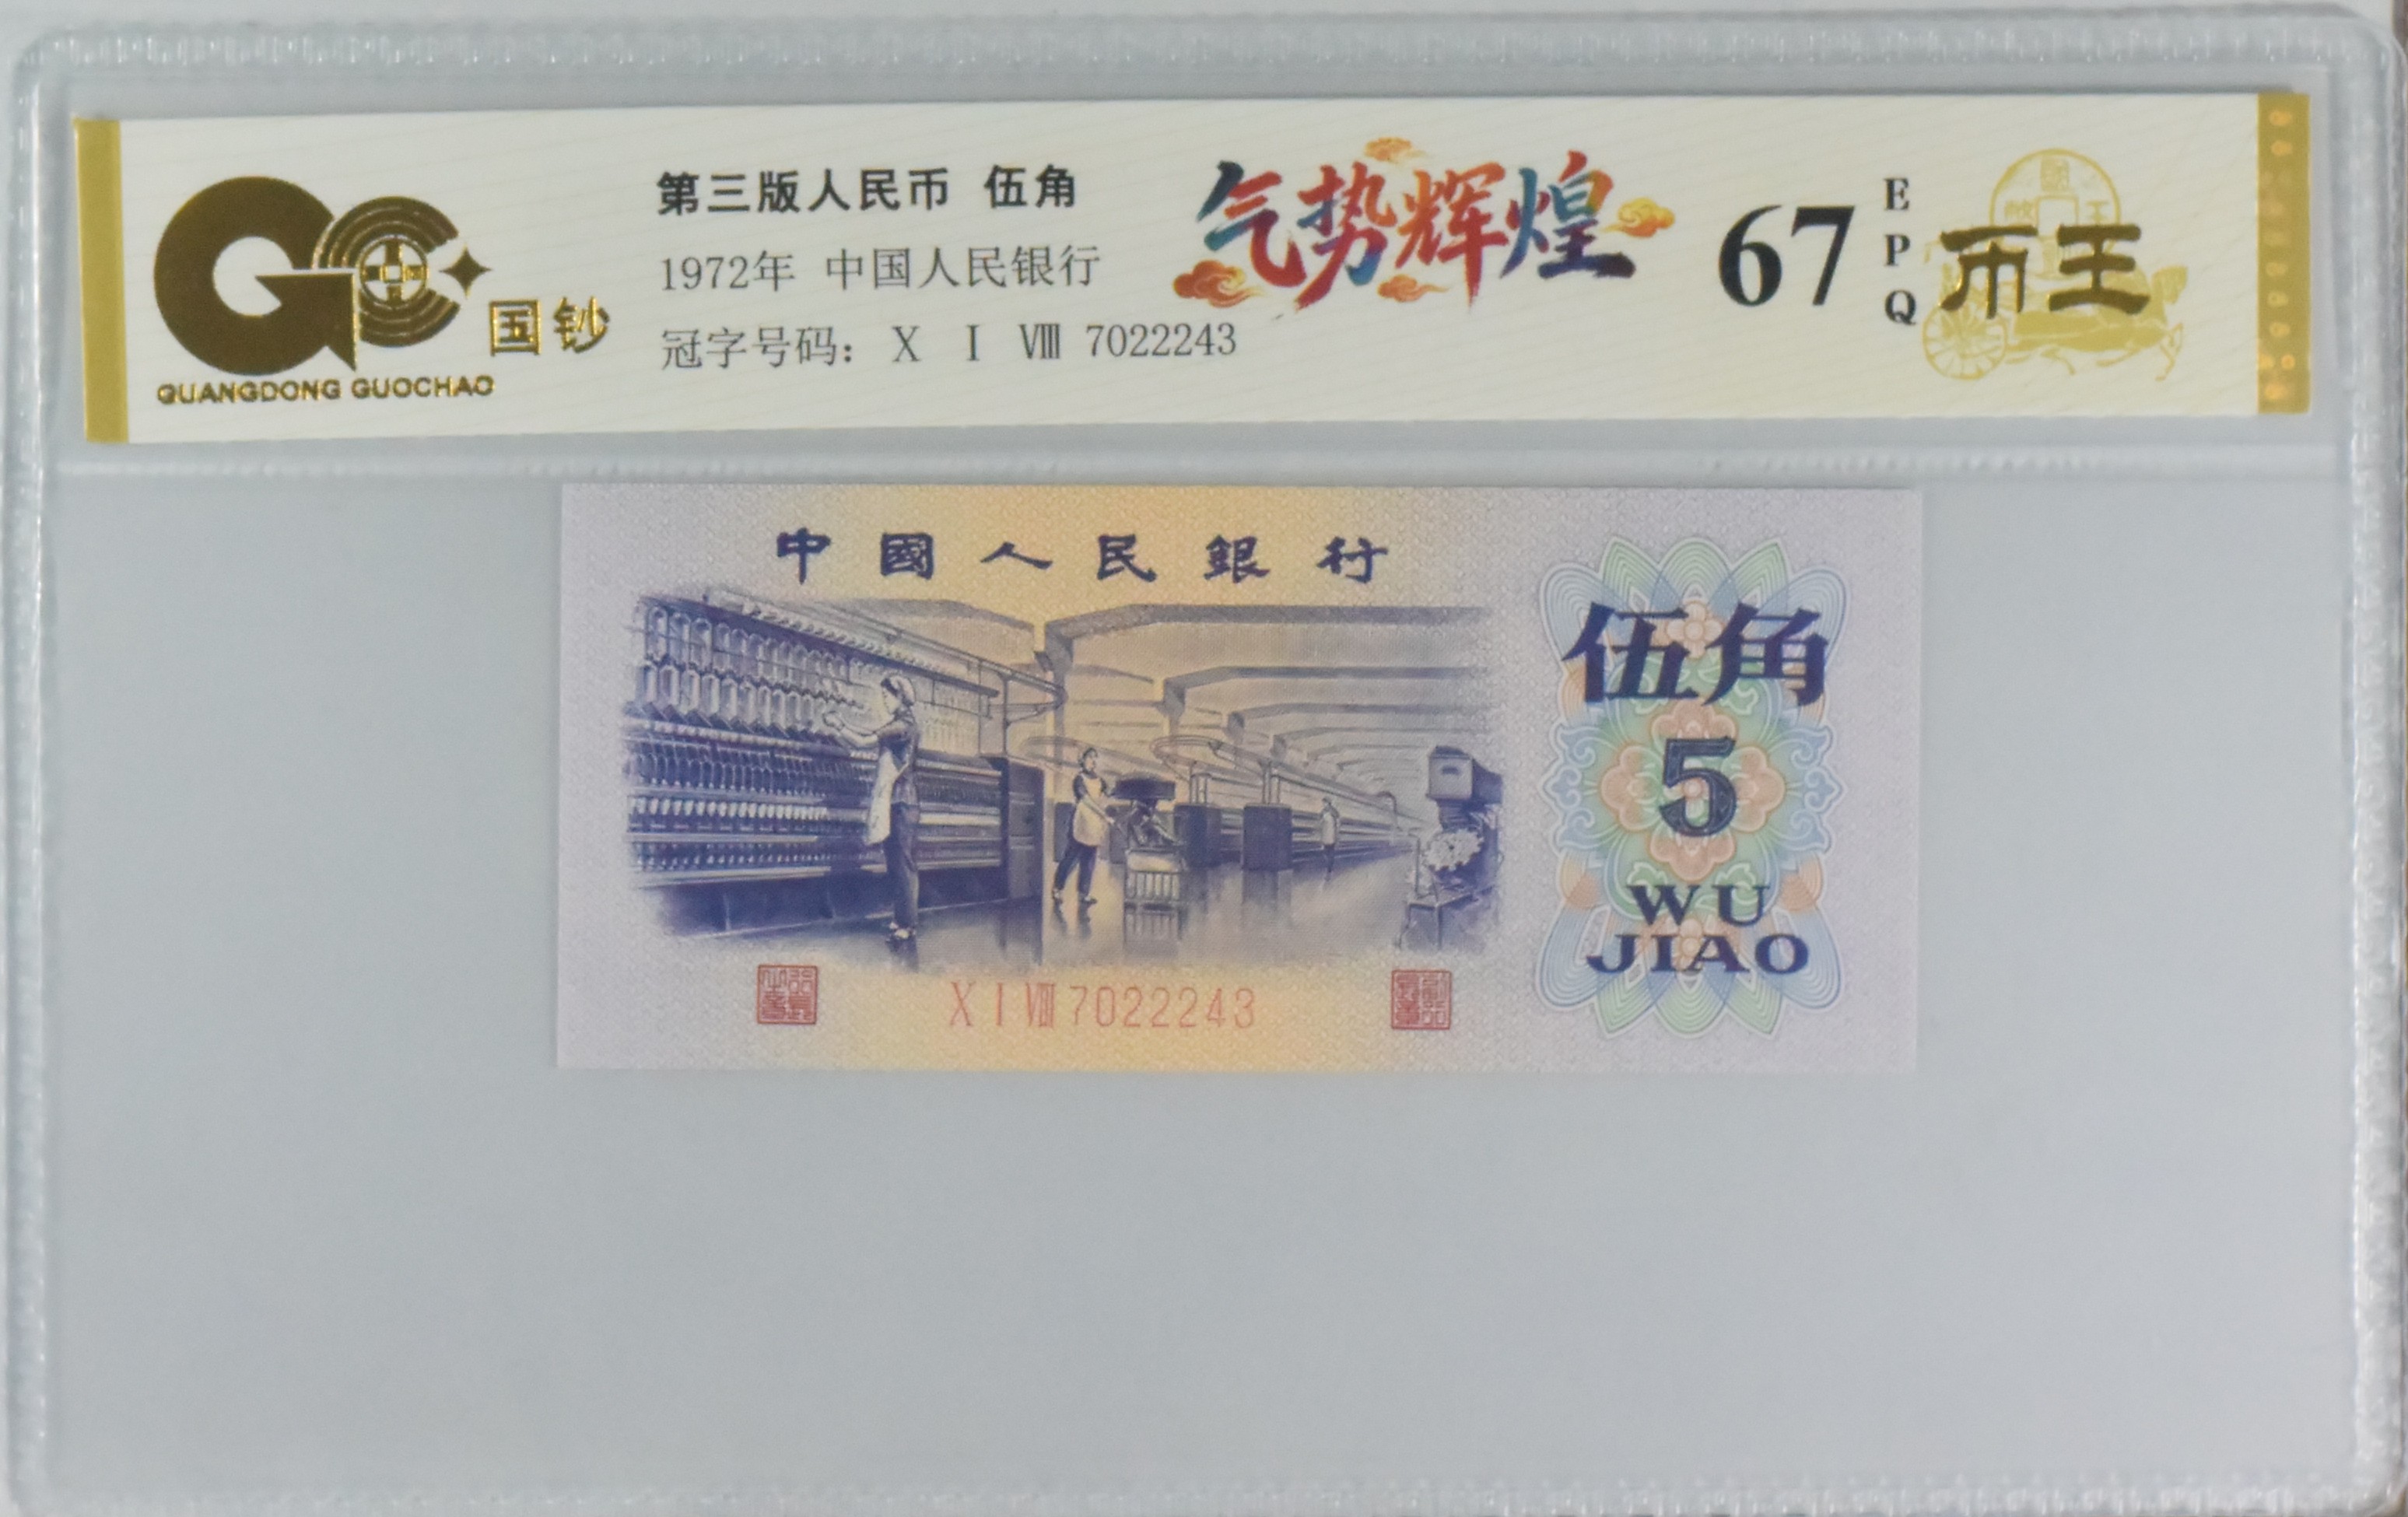 国钞
QUANGDONG GUOCHAO
第三版人民币 伍角
1972年 中国人民银行
冠字号码： X I Ⅷ 7022243
气势辉煌
67
E
P
Q
币王
中國人民銀行
伍角
5
WU
JIAO
X I Ⅷ 7022243